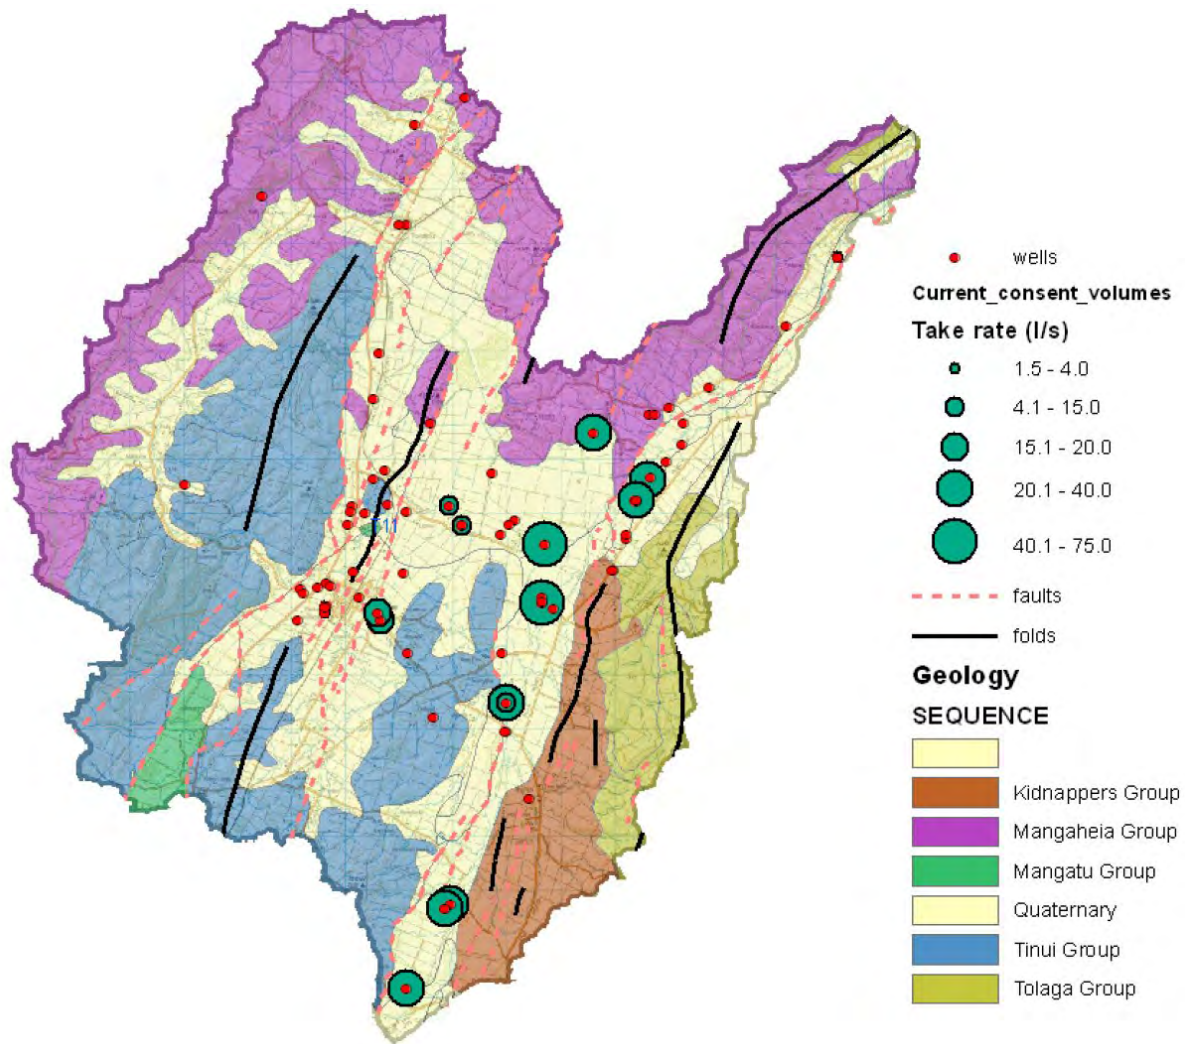 wells
Current_consent_volumes
Take rate (l/s)
1.5 - 4.0
4.1 - 15.0
15.1 - 20.0
20.1 - 40.0
40.1 - 75.0
faults
folds
Geology
SEQUENCE
Kidnappers Group
Mangaheia Group
Mangatu Group
Quaternary
Tinui Group
Tolaga Group